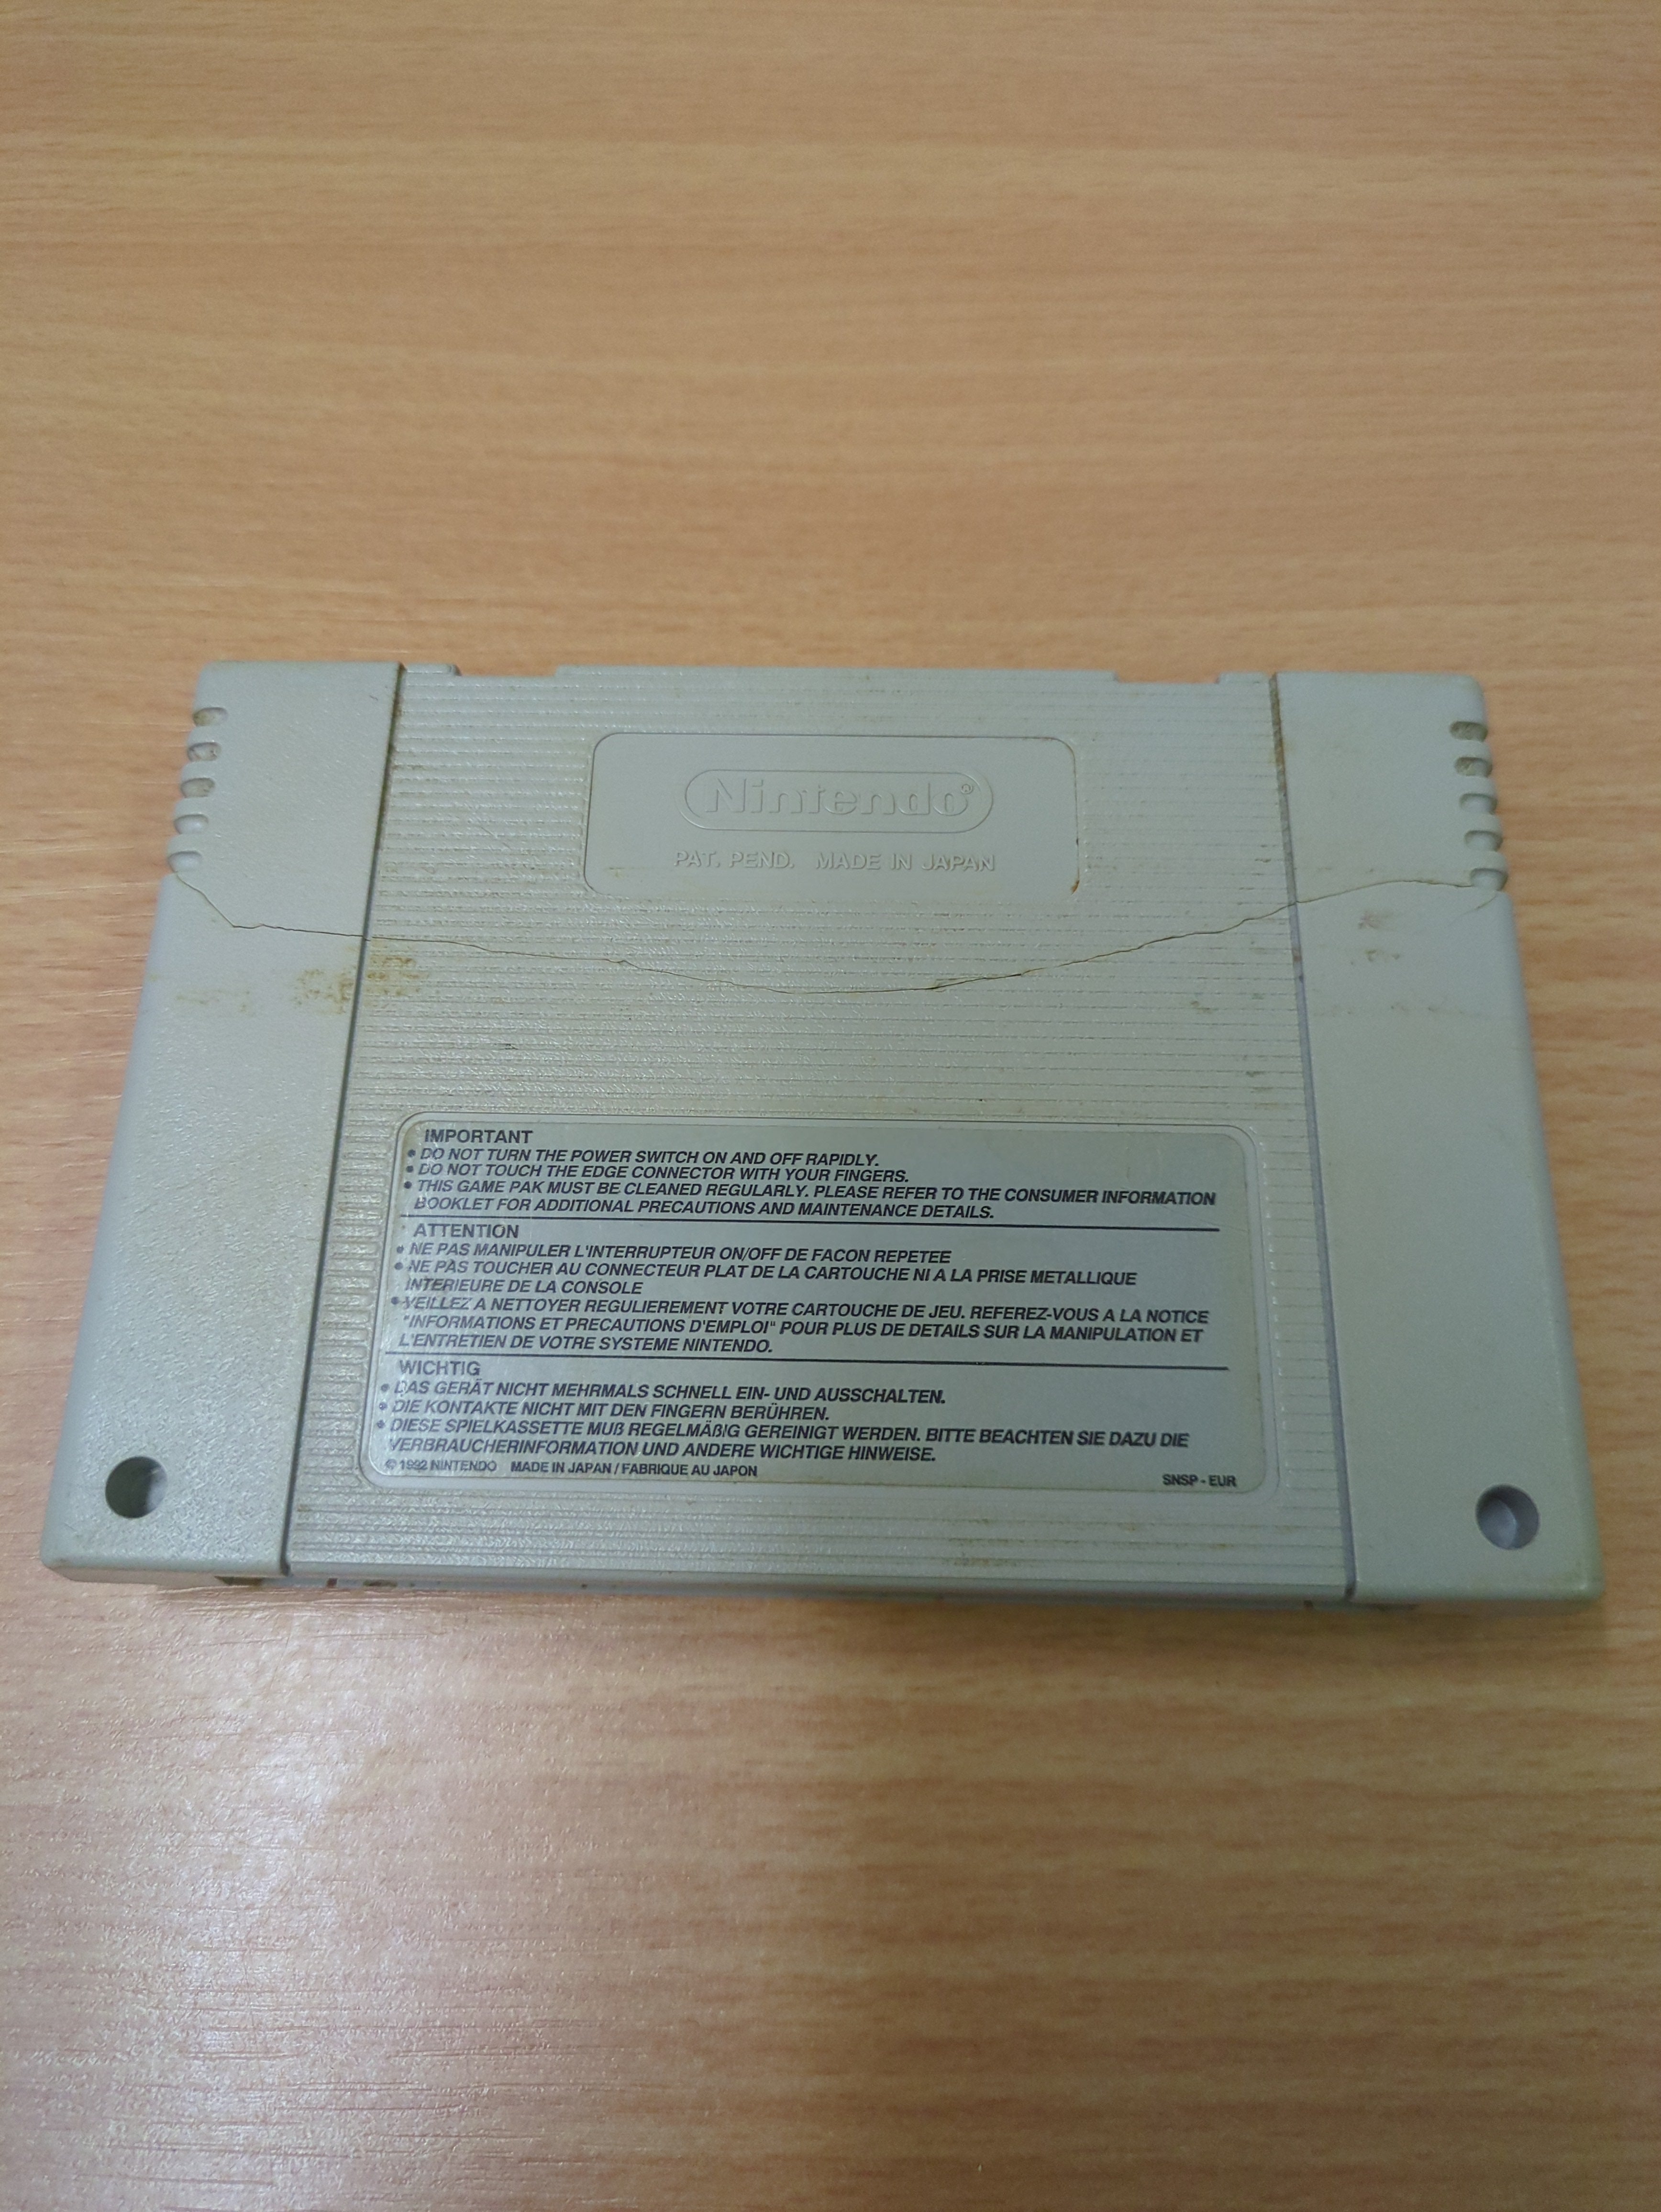 Nintendo®
PAT. PEND. MADE IN JAPAN
IMPORTANT
• DO NOT TURN THE POWER SWITCH ON AND OFF RAPIDLY.
• DO NOT TOUCH THE EDGE CONNECTOR WITH YOUR FINGERS.
• THIS GAME PAK MUST BE CLEANED REGULARLY. PLEASE REFER TO THE CONSUMER INFORMATION
BOOKLET FOR ADDITIONAL PRECAUTIONS AND MAINTENANCE DETAILS.
ATTENTION
• NE PAS MANIPULER L'INTERRUPTEUR ON/OFF DE FACON REPETEE
• NE PAS TOUCHER AU CONNECTEUR PLAT DE LA CARTOUCHE NI A LA PRISE METALLIQUE
INTERIEURE DE LA CONSOLE
• VEILLEZ A NETTOYER REGULIEREMENT VOTRE CARTOUCHE DE JEU. REFEREZ-VOUS A LA NOTICE
"INFORMATIONS ET PRECAUTIONS D'EMPLOI" POUR PLUS DE DETAILS SUR LA MANIPULATION ET
L'ENTRETIEN DE VOTRE SYSTEME NINTENDO.
WICHTIG
• DAS GERÄT NICHT MEHRMALS SCHNELL EIN- UND AUSSCHALTEN.
• DIE KONTAKTE NICHT MIT DEN FINGERN BERÜHREN.
• DIESE SPIELKASSETTE MUß REGELMÄßIG GEREINIGT WERDEN. BITTE BEACHTEN SIE DAZU DIE
VERBRAUCHERINFORMATION UND ANDERE WICHTIGE HINWEISE.
© 1992 NINTENDO MADE IN JAPAN / FABRIQUE AU JAPON
SNSP - EUR